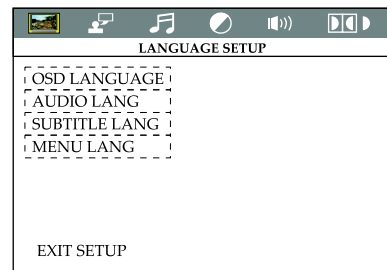 LANGUAGE SETUP
OSD LANGUAGE
AUDIO LANG
SUBTITLE LANG
MENU LANG
EXIT SETUP